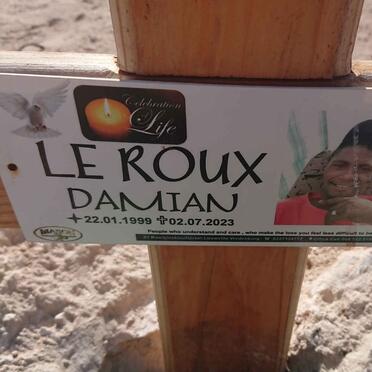 Celebration
Life
LE ROUX
DAMIAN
22.01.1999 ✞ 02.07.2023
People who understand and care , who make the loss you feel less difficult to be